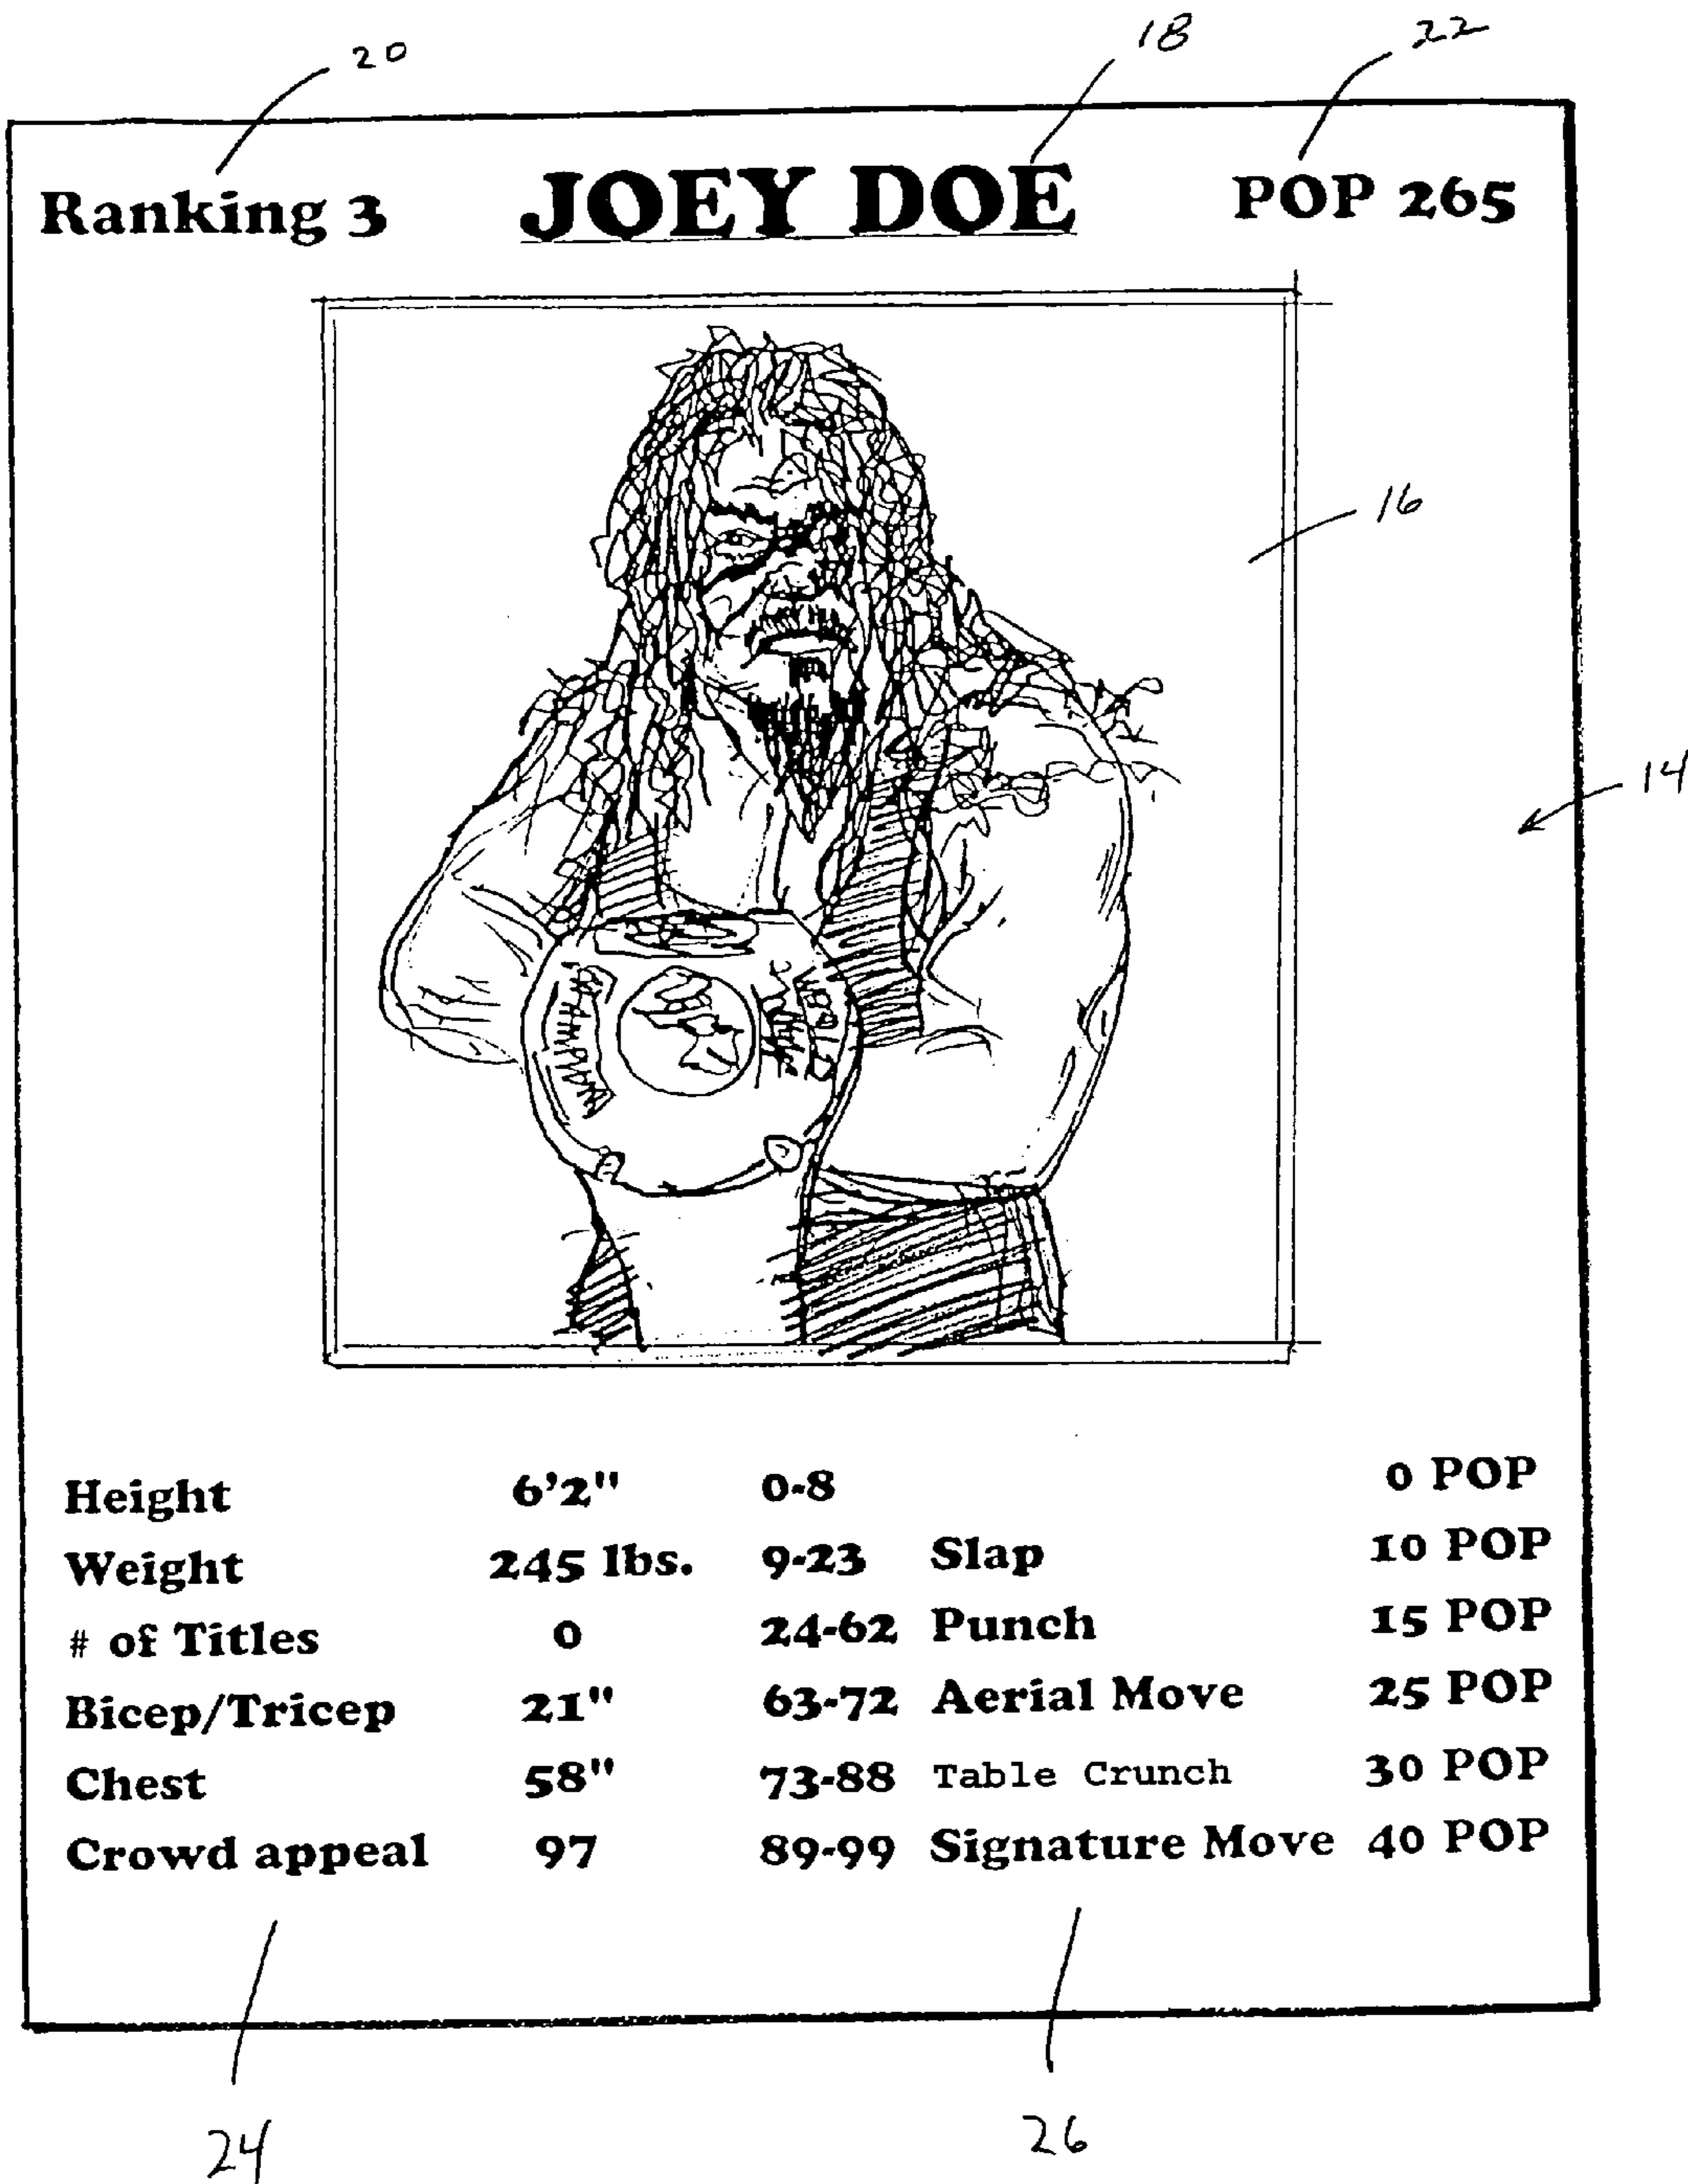 20 18 22
Ranking 3 JOEY DOE POP 265
16
14
Height 6'2" 0-8 0 POP
Weight 245 lbs. 9-23 Slap 10 POP
# of Titles 0 24-62 Punch 15 POP
Bicep/Tricep 21" 63-72 Aerial Move 25 POP
Chest 58" 73-88 Table Crunch 30 POP
Crowd appeal 97 89-99 Signature Move 40 POP
24 26